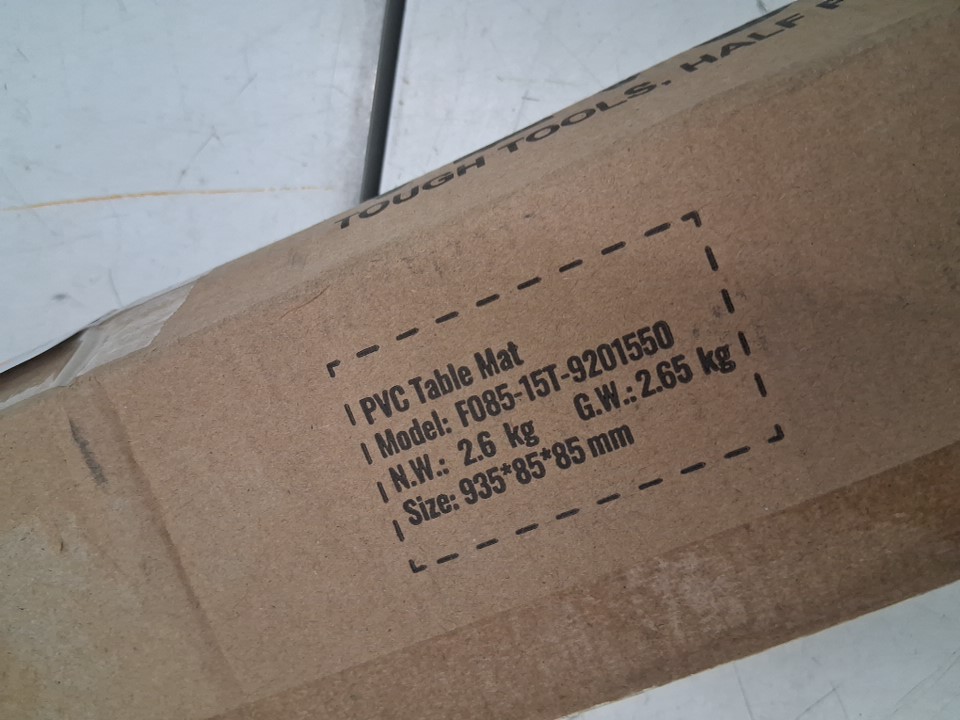 TOUGH TOOLS, HALF
PVC Table Mat
Model: F085-15T-9201550
N.W.: 2.6 kg G.W.: 2.65 kg
Size: 935*85*85 mm